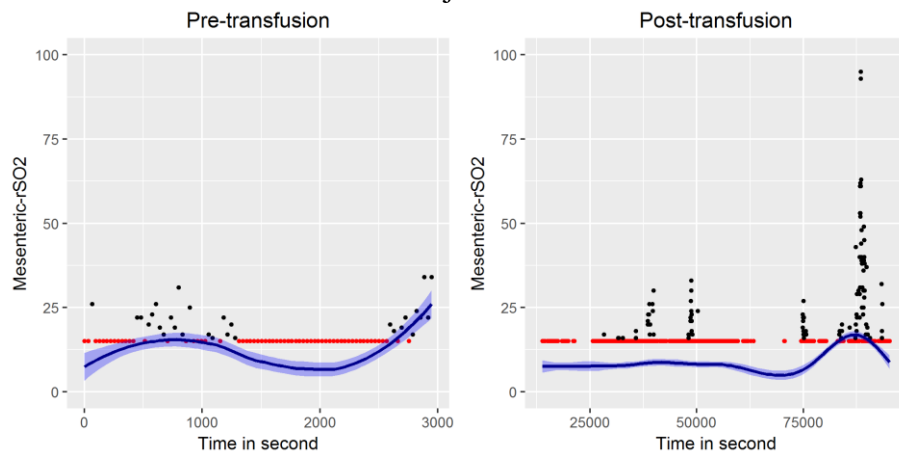 Pre-transfusion
Post-transfusion
Mesenteric-rSO2
100
75
50
25
0
0
1000
2000
3000
Time in second
Mesenteric-rSO2
100
75
50
25
0
25000
50000
75000
Time in second